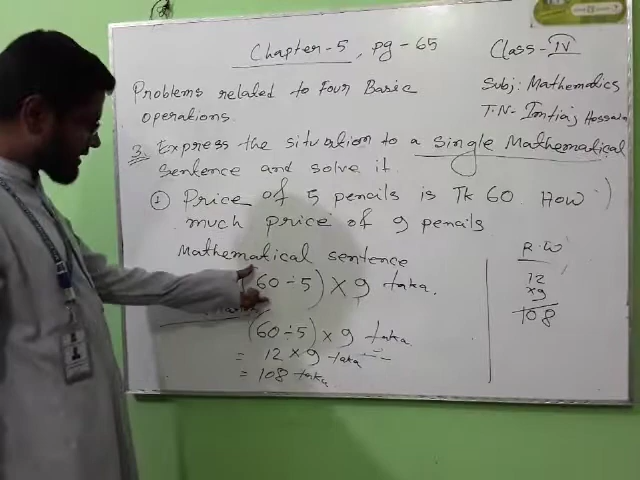 Chapter-5, pg-65
Class-IV
Subj: Mathematics
T.N- Imtiaj Hossain
Problems related to Four Basic
operations.
3. Express the situation to a single Mathematical
sentence and solve it.
1 Price of 5 pencils is Tk 60. How
much price of 9 pencils
Mathematical sentence
(60÷5) × 9 taka.
(60÷5) × 9 taka
= 12 × 9 taka
= 108 taka
R.W
12
×9
108